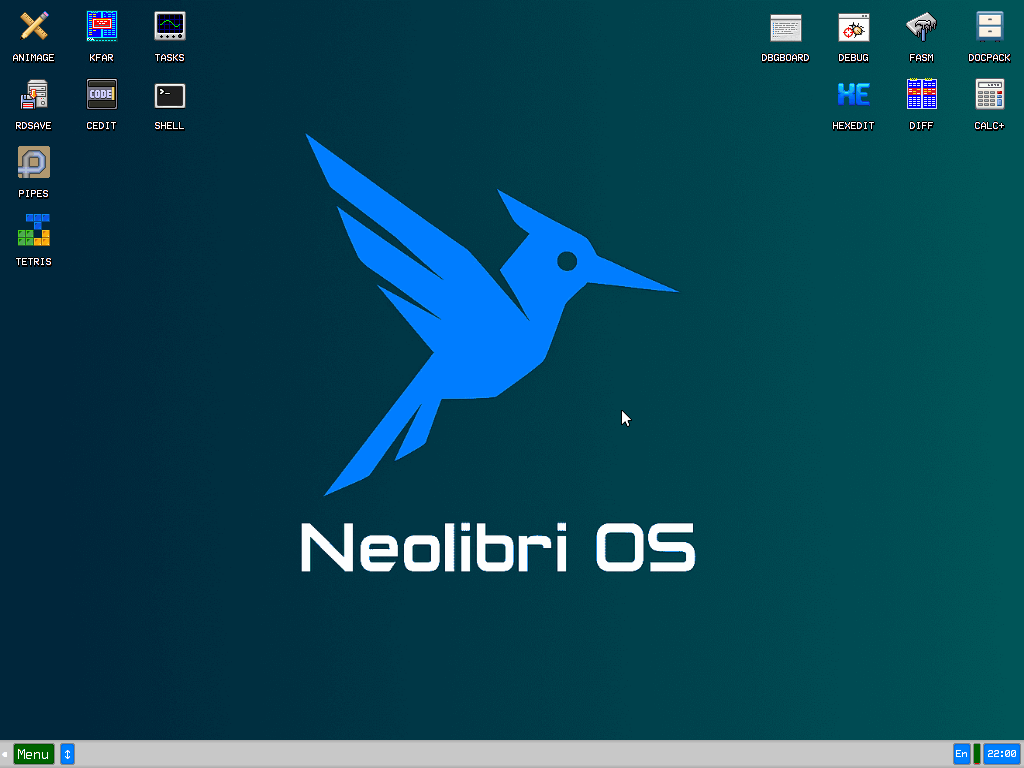 ANIMAGE KFAR TASKS DBGBOARD DEBUG FASM DOCPACK
CODE >- HE
RDSAVE CEDIT SHELL HEXEDIT DIFF CALC+
PIPES
TETRIS
Neolibri OS
Menu En 22:00